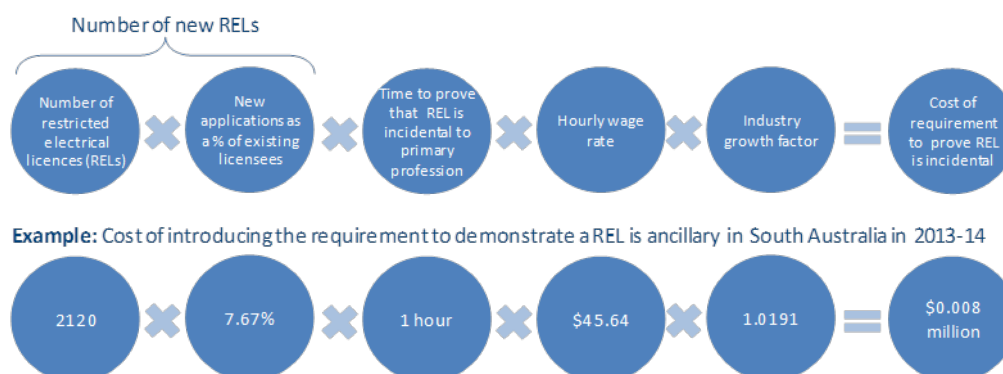 Number of new RELs
Number of
restricted
electrical
licences (RELs)
New
applications as
a % of existing
licensees
Time to prove
that REL is
incidental to
primary
profession
Hourly wage
rate
Industry
growth factor
Cost of
requirement
to prove REL
is incidental
Example: Cost of introducing the requirement to demonstrate a REL is ancillary in South Australia in 2013-14
2120
7.67%
1 hour
$45.64
1.0191
$0.008
million